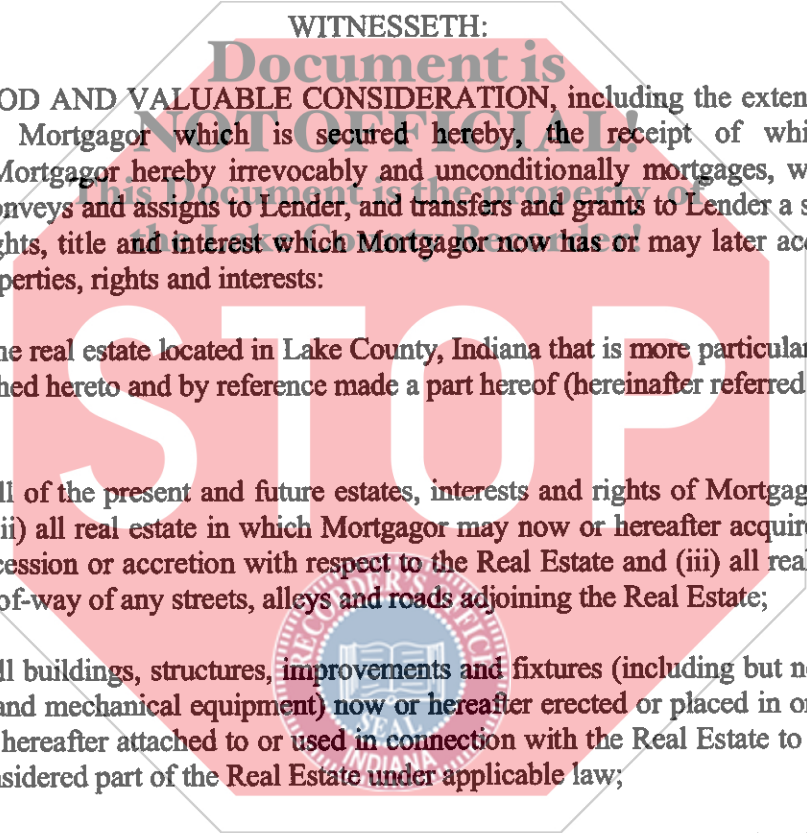 WITNESSETH:
Document is
OD AND VALUABLE CONSIDERATION, including the exten
NOT OFFICIAL!
Mortgagor which is secured hereby, the receipt of whi
Mortgagor hereby irrevocably and unconditionally mortgages, w
This Document is the property of
nveys and assigns to Lender, and transfers and grants to Lender a s
the Lake County Recorder!
ghts, title and interest which Mortgagor now has or may later acc
perties, rights and interests:
ne real estate located in Lake County, Indiana that is more particular
hed hereto and by reference made a part hereof (hereinafter referred
STOP
ll of the present and future estates, interests and rights of Mortgag
ii) all real estate in which Mortgagor may now or hereafter acquire
cession or accretion with respect to the Real Estate and (iii) all real
of-way of any streets, alleys and roads adjoining the Real Estate;
RECORDER'S OFFICE
SEAL
INDIANA
ll buildings, structures, improvements and fixtures (including but n
and mechanical equipment) now or hereafter erected or placed in or
hereafter attached to or used in connection with the Real Estate to
nsidered part of the Real Estate under applicable law;